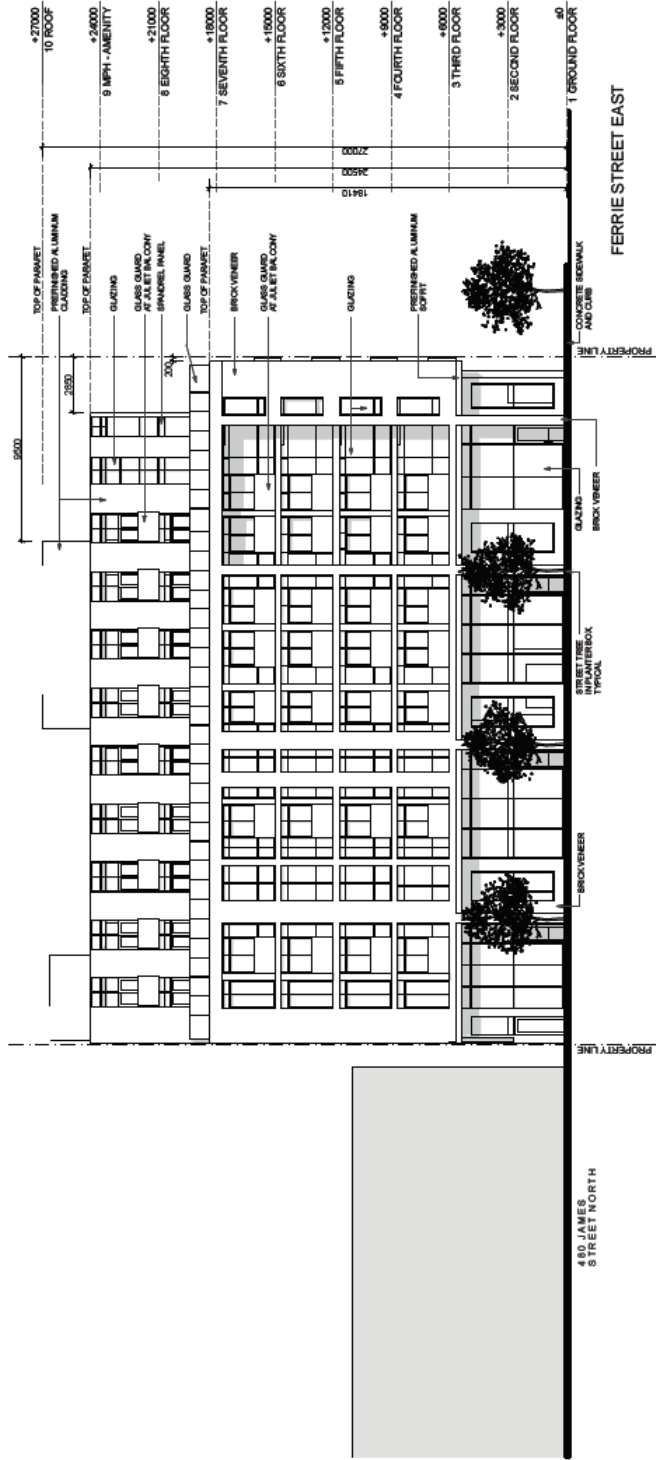 +27000
10 ROOF
+24000
9 MPH - AMENITY
+21000
8 EIGHTH FLOOR
+18000
7 SEVENTH FLOOR
+15000
6 SIXTH FLOOR
+12000
5 FIFTH FLOOR
+9000
4 FOURTH FLOOR
+6000
3 THIRD FLOOR
+3000
2 SECOND FLOOR
±0
1 GROUND FLOOR
27000
24500
18410
TOP OF PARAPET
PREFINISHED ALUMINUM
CLADDING
TOP OF PARAPET
GLAZING
GLASS GUARD
AT JULIET BALCONY
SPANDREL PANEL
GLASS GUARD
TOP OF PARAPET
BRICK VENEER
GLASS GUARD
AT JULIET BALCONY
GLAZING
PREFINISHED ALUMINUM
SOFFIT
9500
2850
200
FERRIE STREET EAST
CONCRETE SIDEWALK
AND CURB
PROPERTY LINE
BRICK VENEER
GLAZING
STREET TREE
IN PLANTER BOX
TYPICAL
BRICK VENEER
PROPERTY LINE
480 JAMES
STREET NORTH